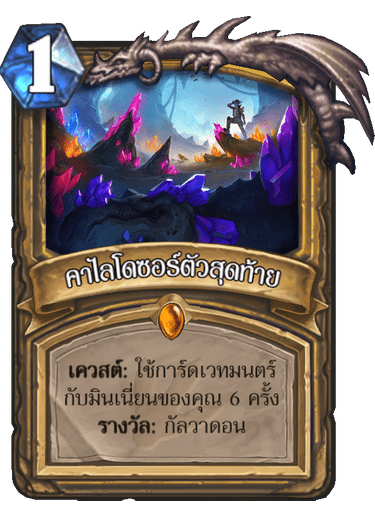 1
คาไลโดซอร์ตัวสุดท้าย
เควสต์: ใช้การ์ดเวทมนตร์
กับมินเนี่ยนของคุณ 6 ครั้ง
รางวัล: กัลวาดอน